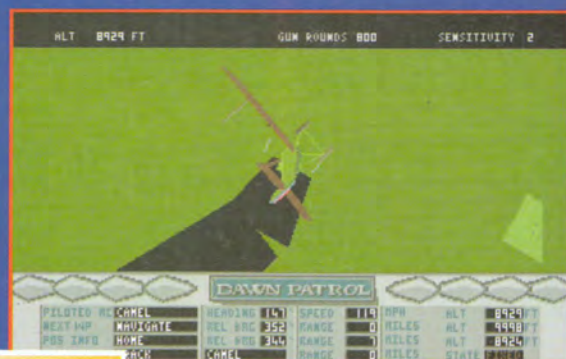 ALT 8929 FT GUN ROUNDS 800 SENSITIVITY 2
DAWN PATROL
PILOTED AC CAMEL HEADING 147 SPEED 119 MPH ALT 8929 FT
NEXT WP NAVIGATE REL BRG 352 RANGE 0 MILES ALT 9998 FT
POS INFO HOME REL BRG 344 RANGE 7 MILES ALT 8924 FT
CAMEL RANGE 0 MILES STATE